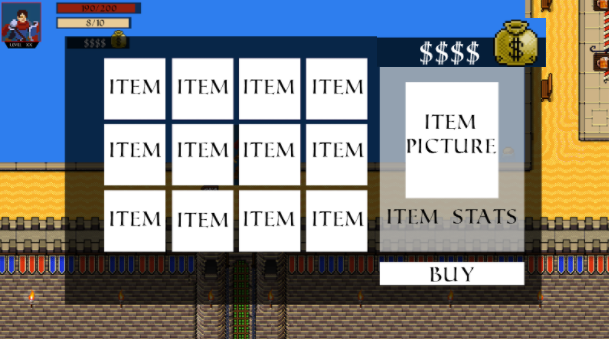 190/200
8/10
LEVEL XX
$$$$
$$$$
$
ITEM ITEM ITEM ITEM
ITEM ITEM ITEM ITEM
ITEM ITEM ITEM ITEM
ITEM
PICTURE
ITEM STATS
BUY